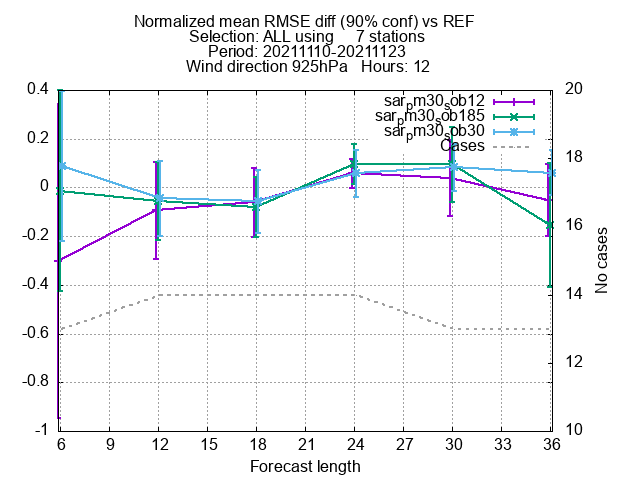 Normalized mean RMSE diff (90% conf) vs REF
Selection: ALL using 7 stations
Period: 20211110-20211123
Wind direction 925hPa Hours: 12
sar_pm30_sob12
sar_pm30_sob185
sar_pm30_sob30
Cases
0.4
0.2
0
-0.2
-0.4
-0.6
-0.8
-1
20
18
16
14
12
10
No cases
6 9 12 15 18 21 24 27 30 33 36
Forecast length